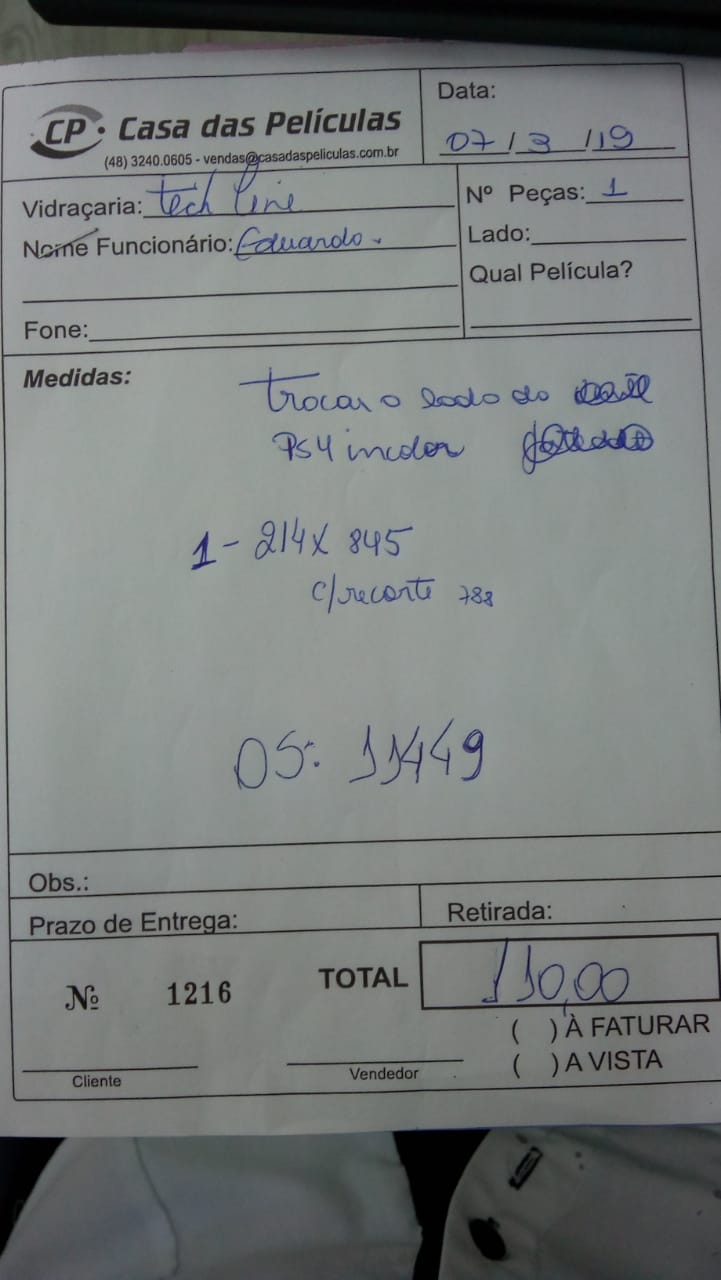 CP. Casa das Películas
(48) 3240.0605 - vendas@casadaspeliculas.com.br
Data:
07/3/19
Vidraçaria: Tech Line
Nome Funcionário: Eduardo.
Fone:
Nº Peças: 1
Lado:
Qual Película?
Medidas:
Trocar o lado do
PS4 incolor
1 - 214 X 845
c/ recorte 788
OS: 11449
Obs.:
Prazo de Entrega:
Retirada:
Nº 1216
TOTAL 110,00
( ) À FATURAR
( ) A VISTA
Cliente
Vendedor